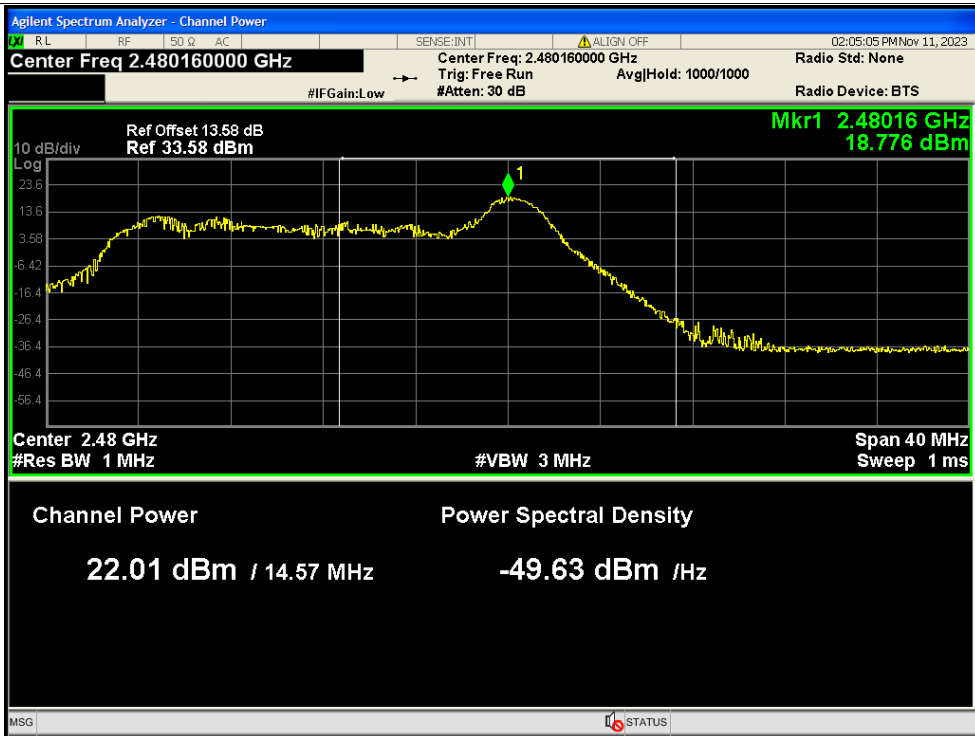 Agilent Spectrum Analyzer - Channel Power
LXI RL RF 50 Ω AC SENSE:INT ALIGN OFF 02:05:05 PM Nov 11, 2023
Center Freq 2.480160000 GHz
Center Freq: 2.480160000 GHz Radio Std: None
Trig: Free Run Avg|Hold: 1000/1000
#IFGain:Low #Atten: 30 dB Radio Device: BTS
Mkr1 2.48016 GHz
18.776 dBm
Ref Offset 13.58 dB
10 dB/div Ref 33.58 dBm
Log
1
23.6
13.6
3.58
-6.42
-16.4
-26.4
-36.4
-46.4
-56.4
Center 2.48 GHz Span 40 MHz
#Res BW 1 MHz #VBW 3 MHz Sweep 1 ms
Channel Power Power Spectral Density
22.01 dBm / 14.57 MHz -49.63 dBm /Hz
MSG STATUS